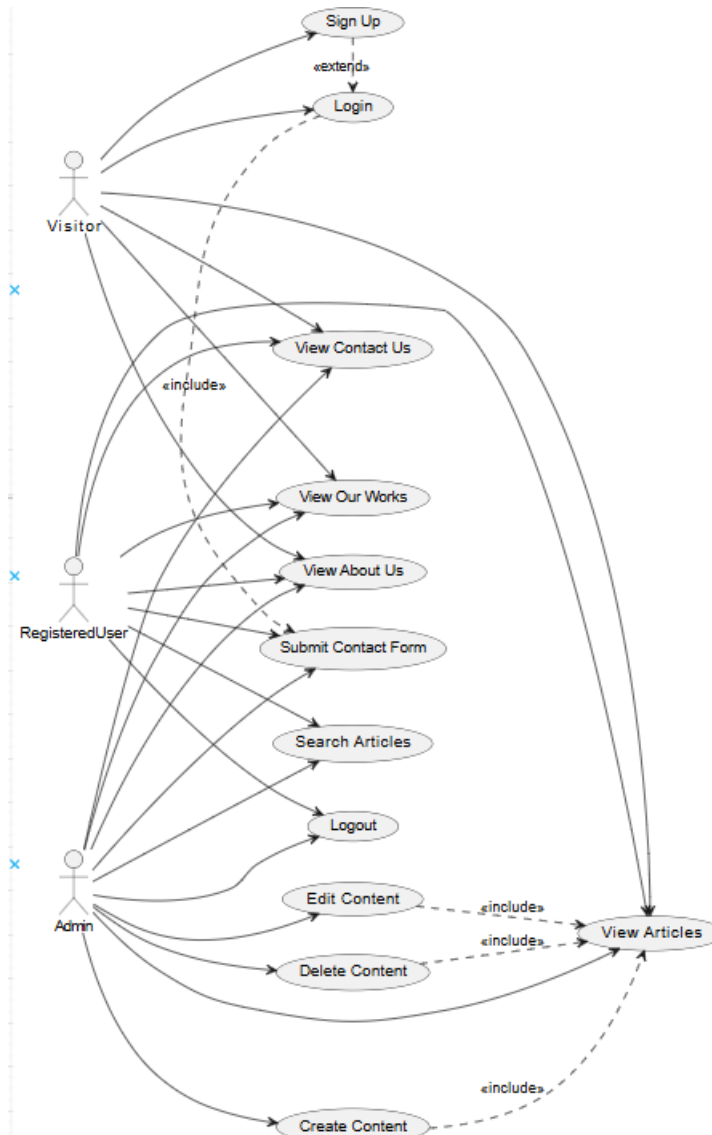 Sign Up
«extend»
Login
Visitor
View Contact Us
«include»
View Our Works
View About Us
RegisteredUser
Submit Contact Form
Search Articles
Logout
Admin
Edit Content
«include»
View Articles
«include»
Delete Content
«include»
Create Content